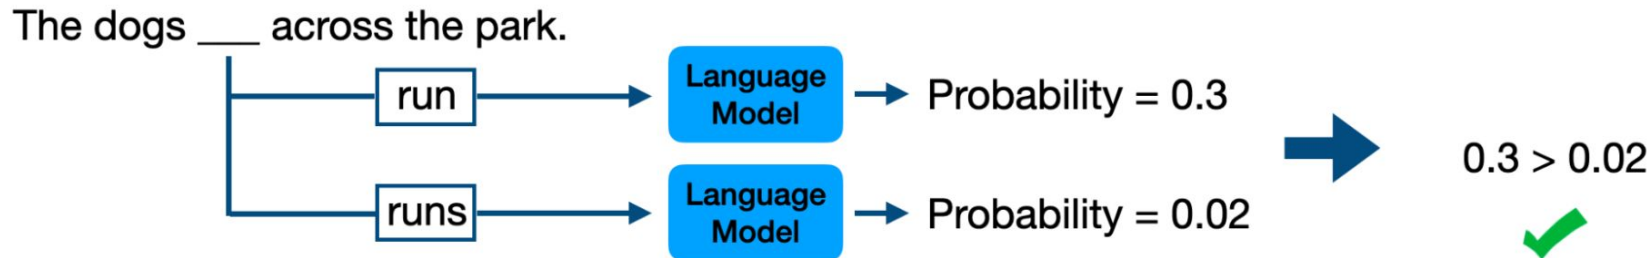 The dogs ___ across the park.
run
Language
Model
Probability = 0.3
0.3 > 0.02
runs
Language
Model
Probability = 0.02